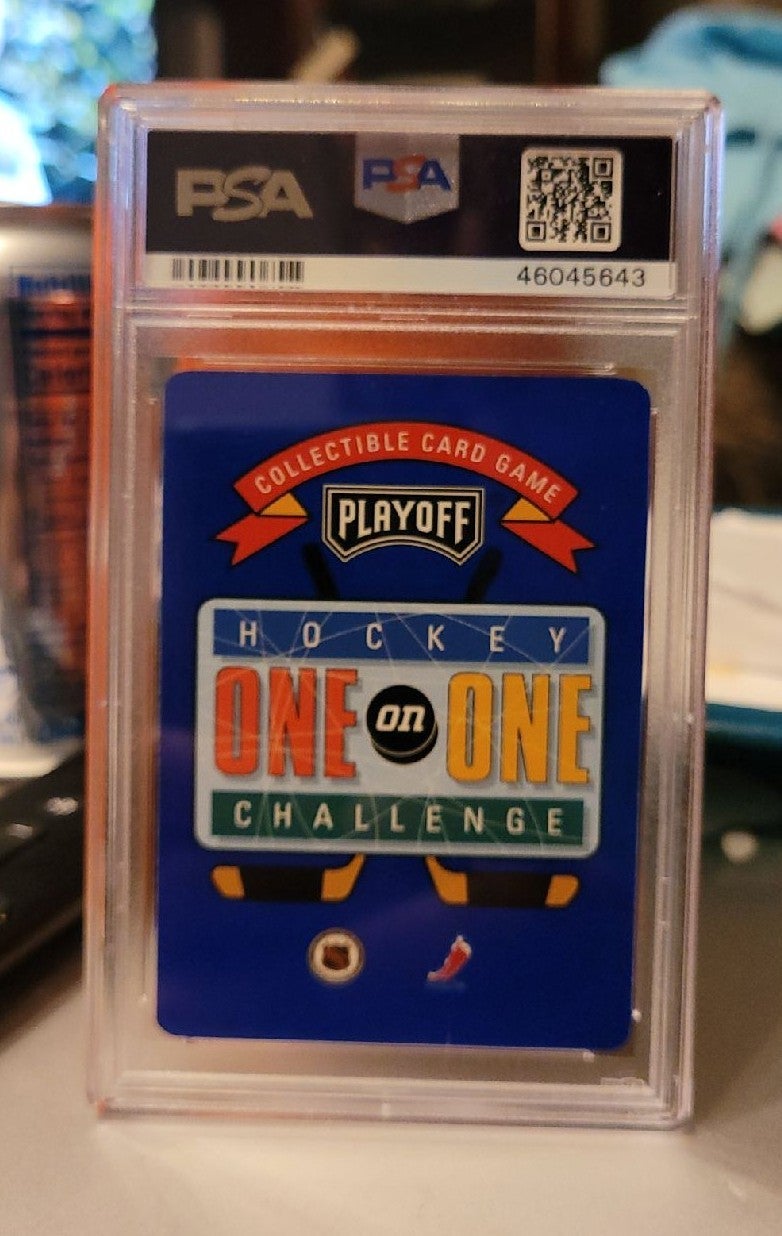 PSA PSA
46045643
COLLECTIBLE CARD GAME
PLAYOFF
HOCKEY
ONE on ONE
CHALLENGE